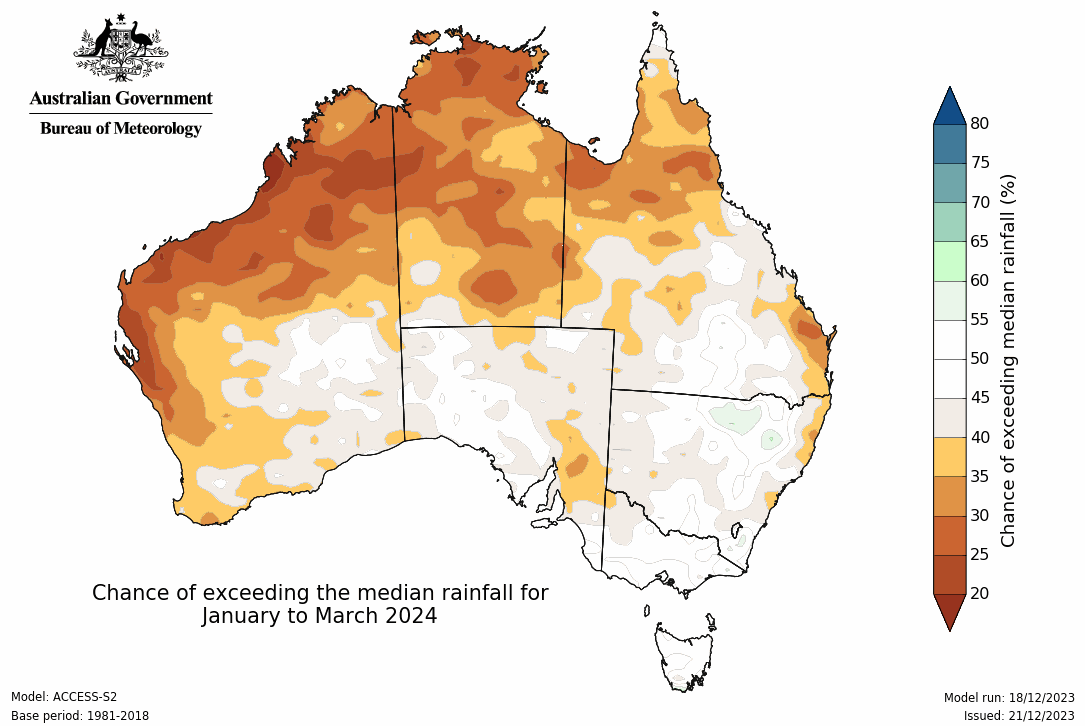 Australian Government
Bureau of Meteorology
80
75
70
65
60
55
50
45
40
35
30
25
20
Chance of exceeding median rainfall (%)
Chance of exceeding the median rainfall for
January to March 2024
Model: ACCESS-S2
Base period: 1981-2018
Model run: 18/12/2023
Issued: 21/12/2023